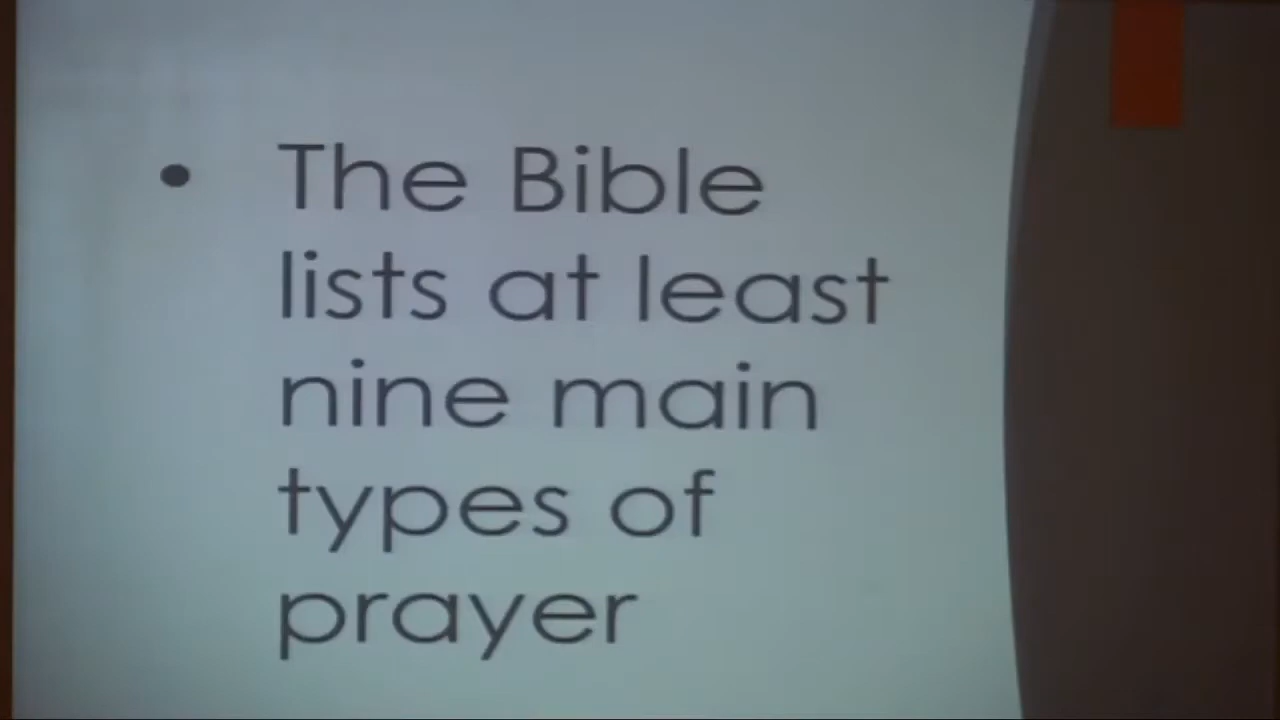 • The Bible
lists at least
nine main
types of
prayer